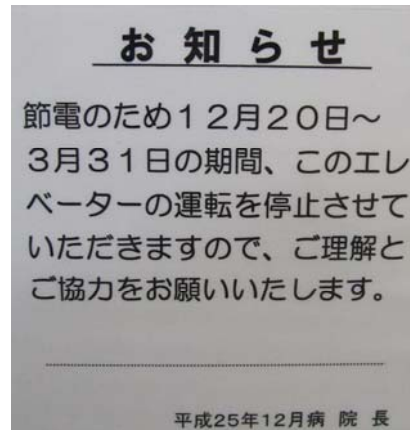 お知らせ
節電のため１２月２０日～
３月３１日の期間、このエレ
ベーターの運転を停止させて
いただきますので、ご理解と
ご協力をお願いいたします。
平成25年12月病 院 長